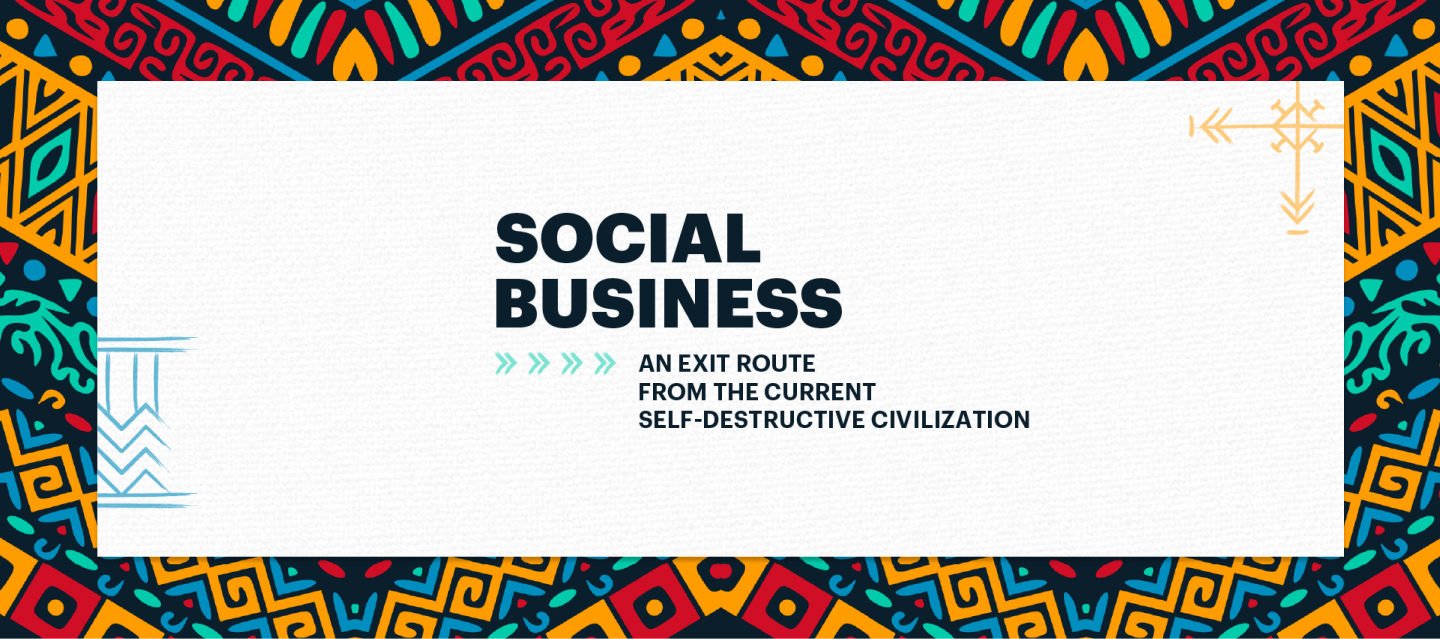 SOCIAL
BUSINESS
AN EXIT ROUTE
FROM THE CURRENT
SELF-DESTRUCTIVE CIVILIZATION